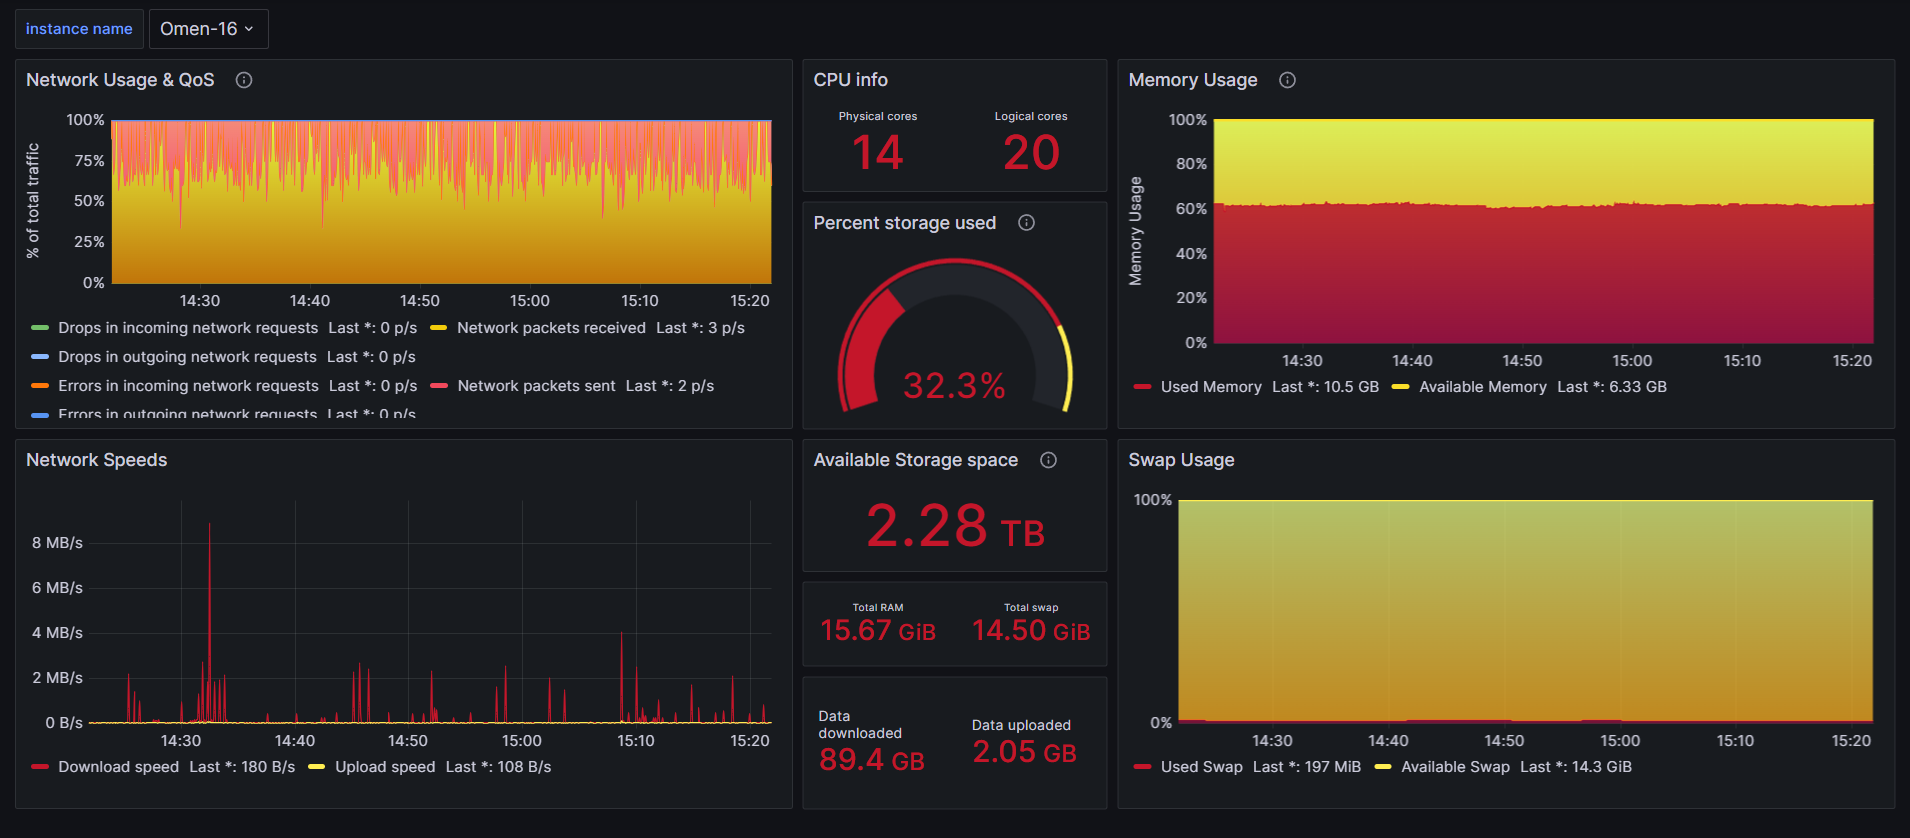 instance name
Omen-16
Network Usage & QoS
% of total traffic
100%
75%
50%
25%
0%
14:30 14:40 14:50 15:00 15:10 15:20
Drops in incoming network requests Last *: 0 p/s
Network packets received Last *: 3 p/s
Drops in outgoing network requests Last *: 0 p/s
Errors in incoming network requests Last *: 0 p/s
Network packets sent Last *: 2 p/s
Errors in outgoing network requests Last *: 0 p/s
CPU info
Physical cores
14
Logical cores
20
Percent storage used
32.3%
Memory Usage
Memory Usage
100%
80%
60%
40%
20%
0%
14:30 14:40 14:50 15:00 15:10 15:20
Used Memory Last *: 10.5 GB
Available Memory Last *: 6.33 GB
Network Speeds
8 MB/s
6 MB/s
4 MB/s
2 MB/s
0 B/s
14:30 14:40 14:50 15:00 15:10 15:20
Download speed Last *: 180 B/s
Upload speed Last *: 108 B/s
Available Storage space
2.28 TB
Total RAM
15.67 GiB
Total swap
14.50 GiB
Data
downloaded
89.4 GB
Data uploaded
2.05 GB
Swap Usage
100%
0%
14:30 14:40 14:50 15:00 15:10 15:20
Used Swap Last *: 197 MiB
Available Swap Last *: 14.3 GiB